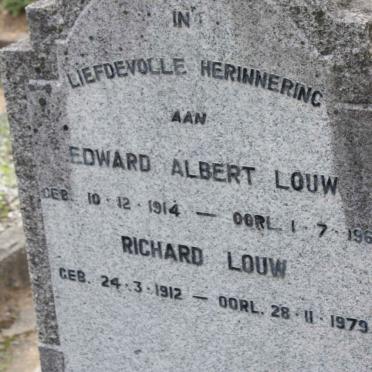 IN
LIEFDEVOLLE HERINNERING
AAN
EDWARD ALBERT LOUW
GEB. 10·12·1914 — OORL. 1·7·196
RICHARD LOUW
GEB. 24·3·1912 — OORL. 28·11·1979